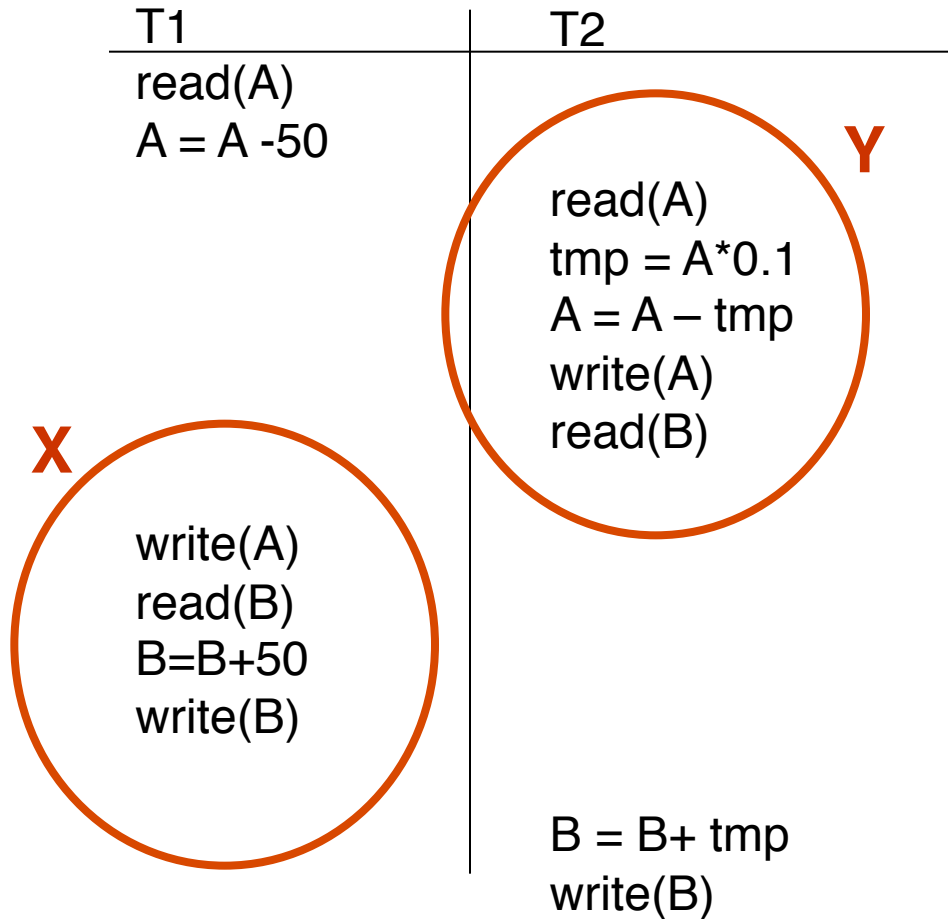 T1
T2
read(A)
A = A -50
Y
read(A)
tmp = A*0.1
A = A – tmp
write(A)
read(B)
X
write(A)
read(B)
B=B+50
write(B)
B = B+ tmp
write(B)